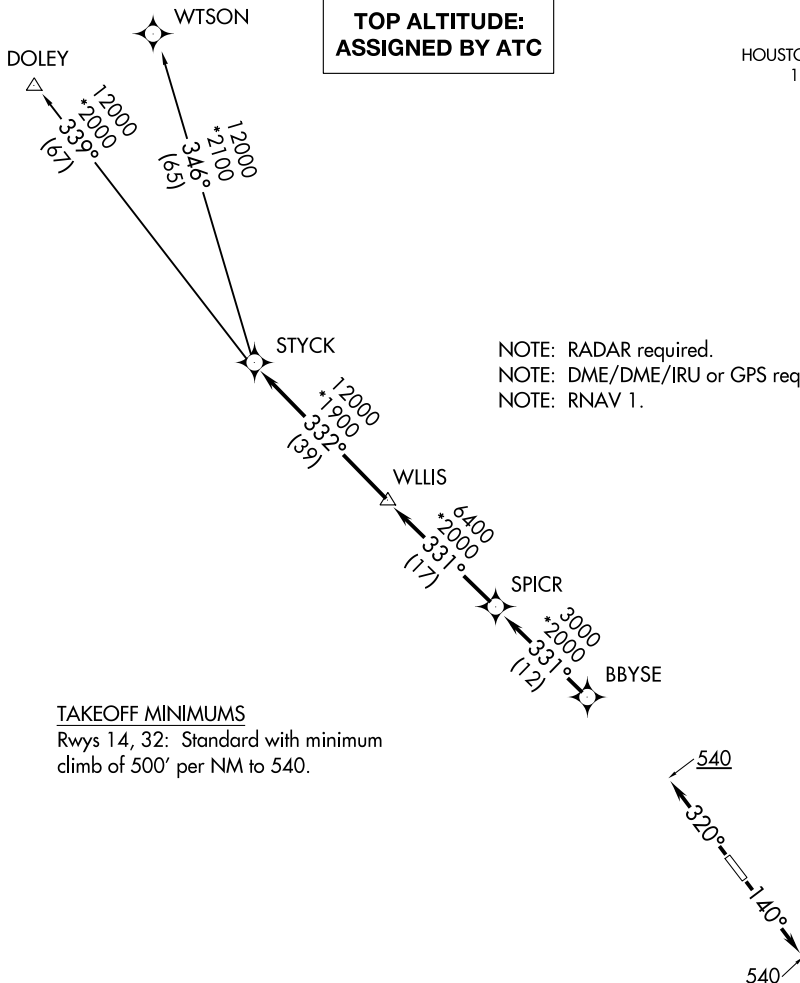 TOP ALTITUDE:
ASSIGNED BY ATC
HOUSTO
1
WTSON
DOLEY
12000
*2000
339°
(67)
12000
*2100
346°
(65)
STYCK
NOTE: RADAR required.
NOTE: DME/DME/IRU or GPS req
NOTE: RNAV 1.
12000
*1900
332°
(39)
WLLIS
6400
*2000
331°
(17)
SPICR
3000
*2000
331°
(12)
BBYSE
TAKEOFF MINIMUMS
Rwys 14, 32: Standard with minimum
climb of 500' per NM to 540.
540
320°
140°
540